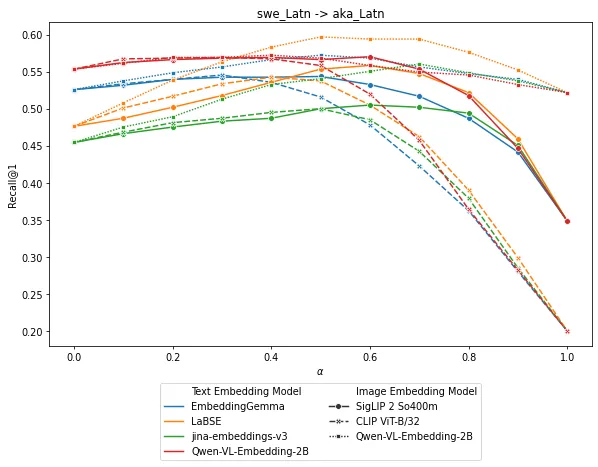 swe_Latn -> aka_Latn
Recall@1
0.60
0.55
0.50
0.45
0.40
0.35
0.30
0.25
0.20
0.0 0.2 0.4 0.6 0.8 1.0
α
Text Embedding Model Image Embedding Model
EmbeddingGemma SigLIP 2 So400m
LaBSE CLIP ViT-B/32
jina-embeddings-v3 Qwen-VL-Embedding-2B
Qwen-VL-Embedding-2B